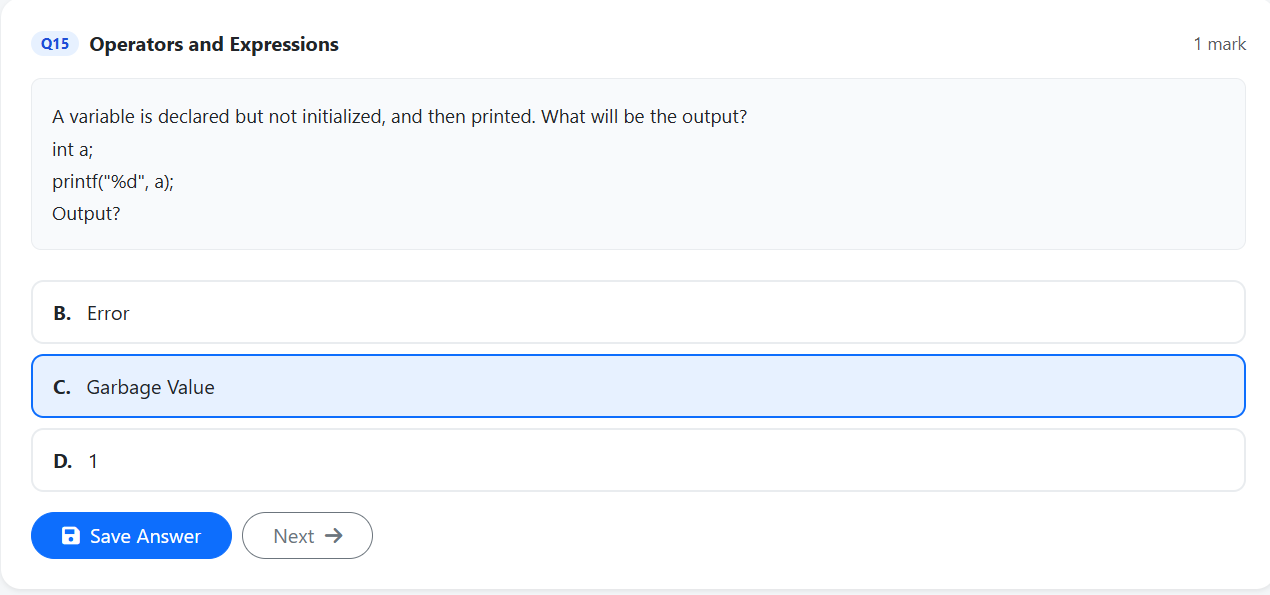 Q15 Operators and Expressions 1 mark
A variable is declared but not initialized, and then printed. What will be the output?
int a;
printf("%d", a);
Output?
B. Error
C. Garbage Value
D. 1
Save Answer Next →